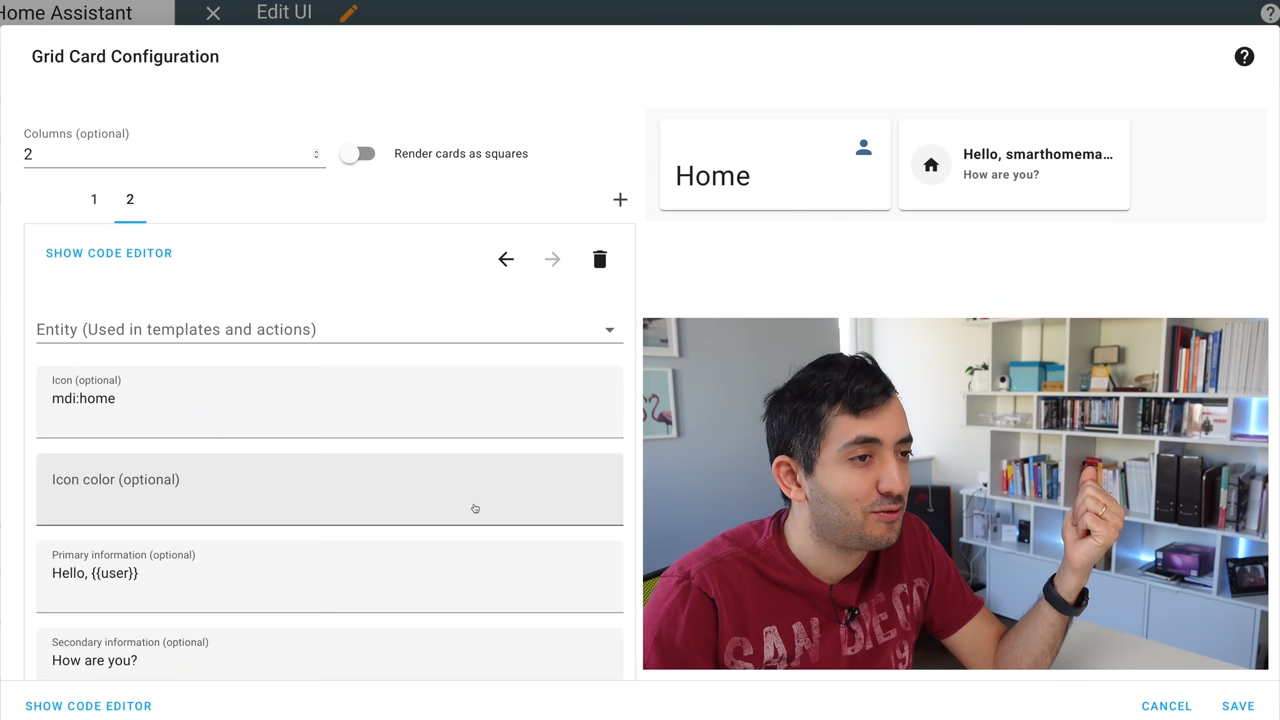 Home Assistant
Edit UI
Grid Card Configuration
Columns (optional)
2
Render cards as squares
1
2
SHOW CODE EDITOR
Entity (Used in templates and actions)
Icon (optional)
mdi:home
Icon color (optional)
Primary information (optional)
Hello, {{user}}
Secondary information (optional)
How are you?
Home
Hello, smarthomema...
How are you?
SAN DIEGO
SHOW CODE EDITOR
CANCEL
SAVE